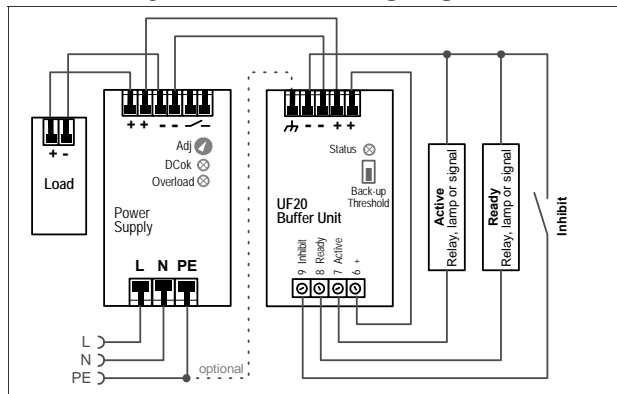 + + - -
Adj
DCok
Overload
Power
Supply
L N PE
+ -
Load
L
N
PE
optional
- - + +
Status
Back-up
Threshold
UF20
Buffer Unit
9 Inhibit
8 Ready
7 Active
6 +
Active
Relay, lamp or signal
Ready
Relay, lamp or signal
Inhibit